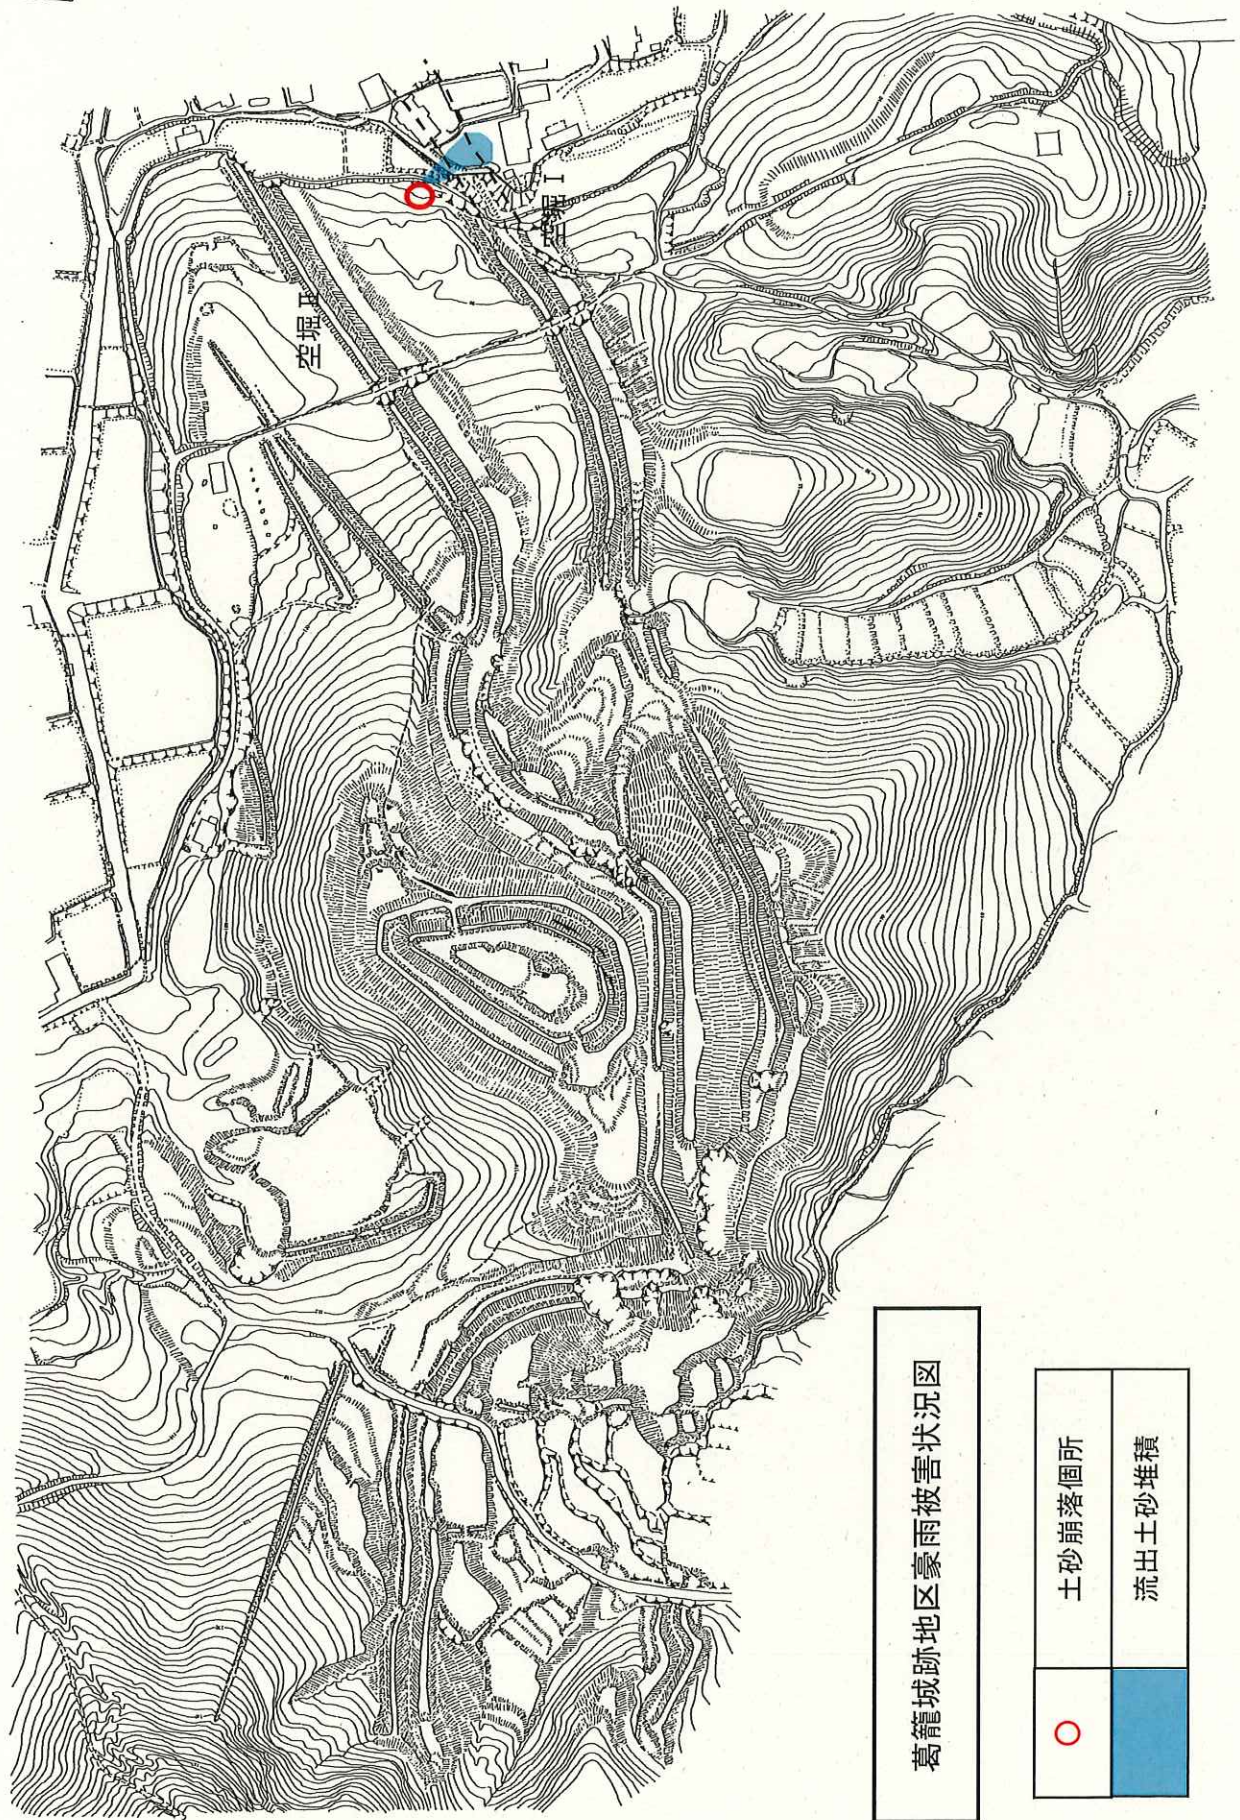 空堀Ⅱ
空堀Ⅰ
葛籠城跡地区豪雨被害状況図
土砂崩落個所
流出土砂堆積